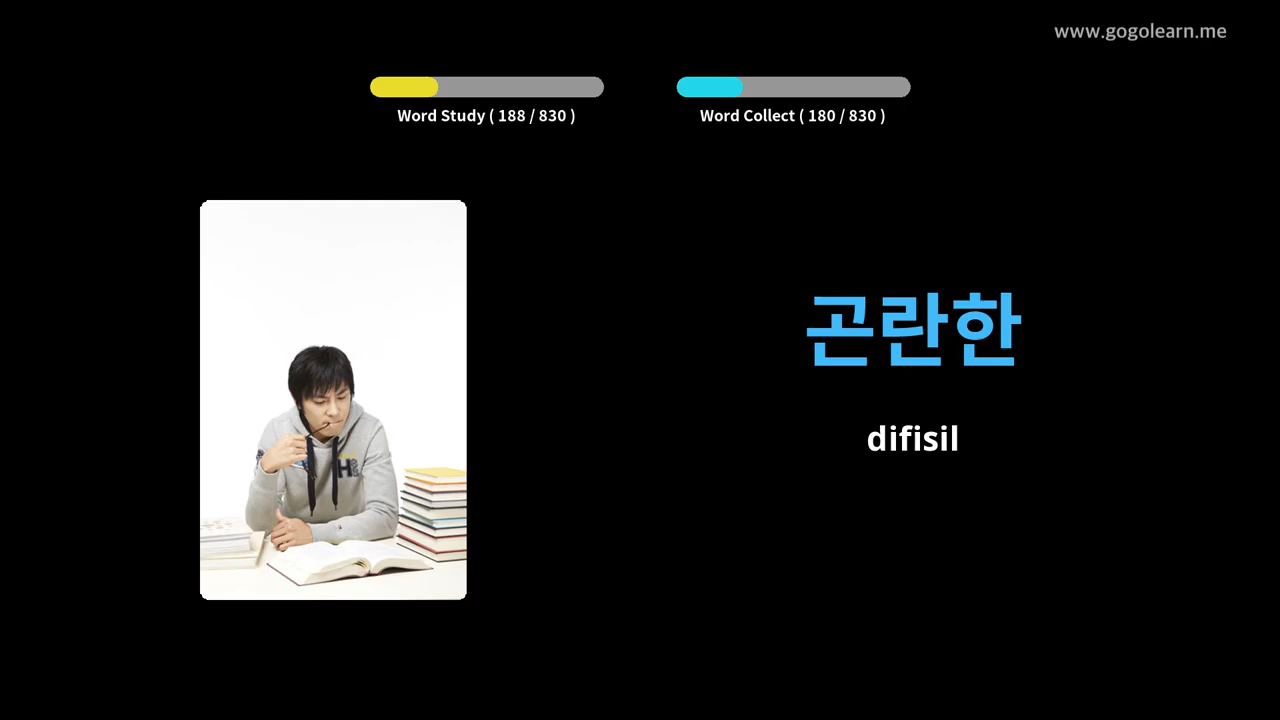 www.gogolearn.me
Word Study ( 188 / 830 )
Word Collect ( 180 / 830 )
곤란한
difisil
H